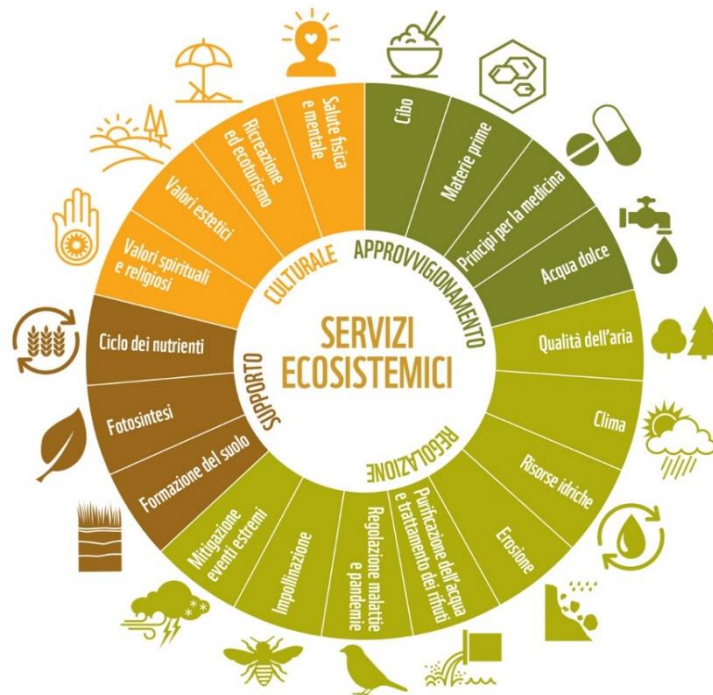 SERVIZI
ECOSISTEMICI
APPROVVIGIONAMENTO
Cibo
Materie prime
Principi per la medicina
Acqua dolce
REGOLAZIONE
Qualità dell'aria
Clima
Risorse idriche
Erosione
Purificazione dell'acqua
e trattamento dei rifiuti
Regolazione malattie
e pandemie
Impollinazione
Mitigazione
eventi estremi
SUPPORTO
Formazione del suolo
Fotosintesi
Ciclo dei nutrienti
CULTURALE
Valori spirituali
e religiosi
Valori estetici
Ricreazione
ed ecoturismo
Salute fisica
e mentale